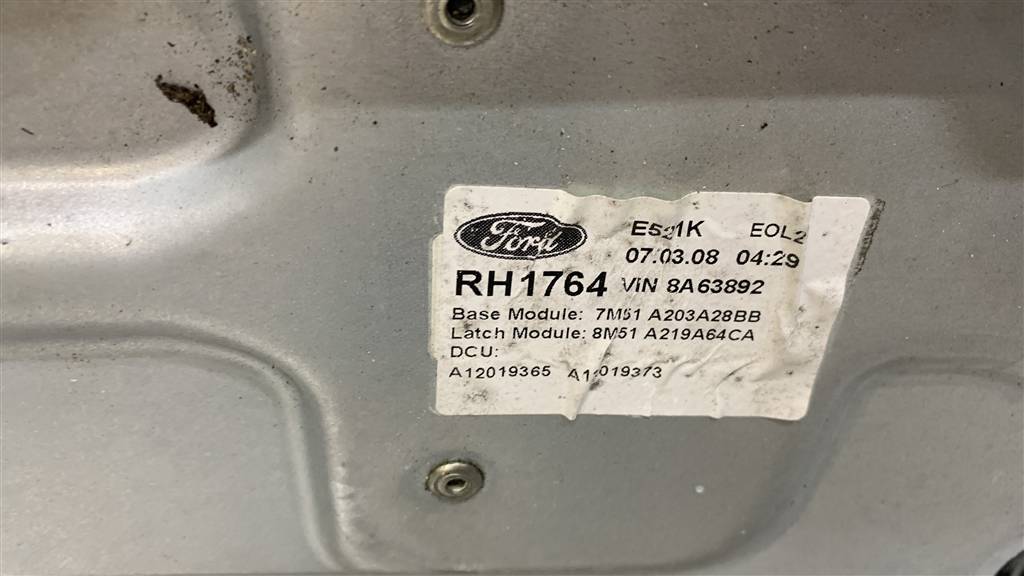 Ford
EOL2
07.03.08 04:29
RH1764 VIN 8A63892
Base Module: 7M51 A203A28BB
Latch Module: 8M51 A219A64CA
DCU:
A12019365